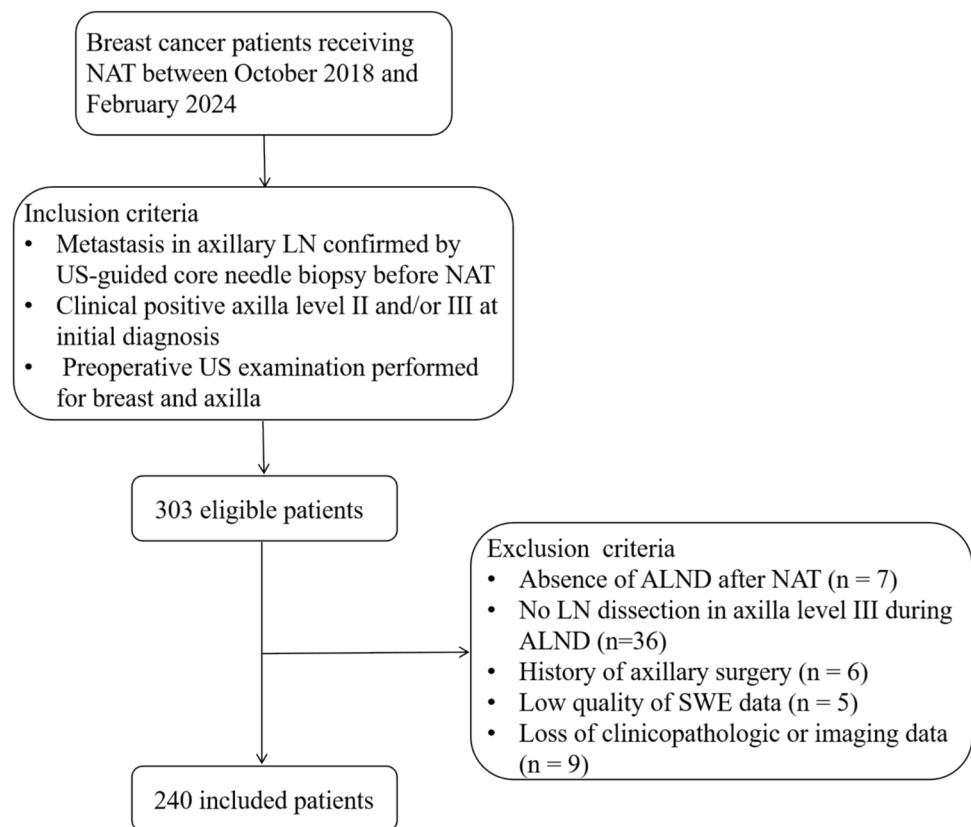 Breast cancer patients receiving
NAT between October 2018 and
February 2024
Inclusion criteria
• Metastasis in axillary LN confirmed by
US-guided core needle biopsy before NAT
• Clinical positive axilla level II and/or III at
initial diagnosis
• Preoperative US examination performed
for breast and axilla
303 eligible patients
Exclusion criteria
• Absence of ALND after NAT (n = 7)
• No LN dissection in axilla level III during
ALND (n=36)
• History of axillary surgery (n = 6)
• Low quality of SWE data (n = 5)
• Loss of clinicopathologic or imaging data
(n = 9)
240 included patients